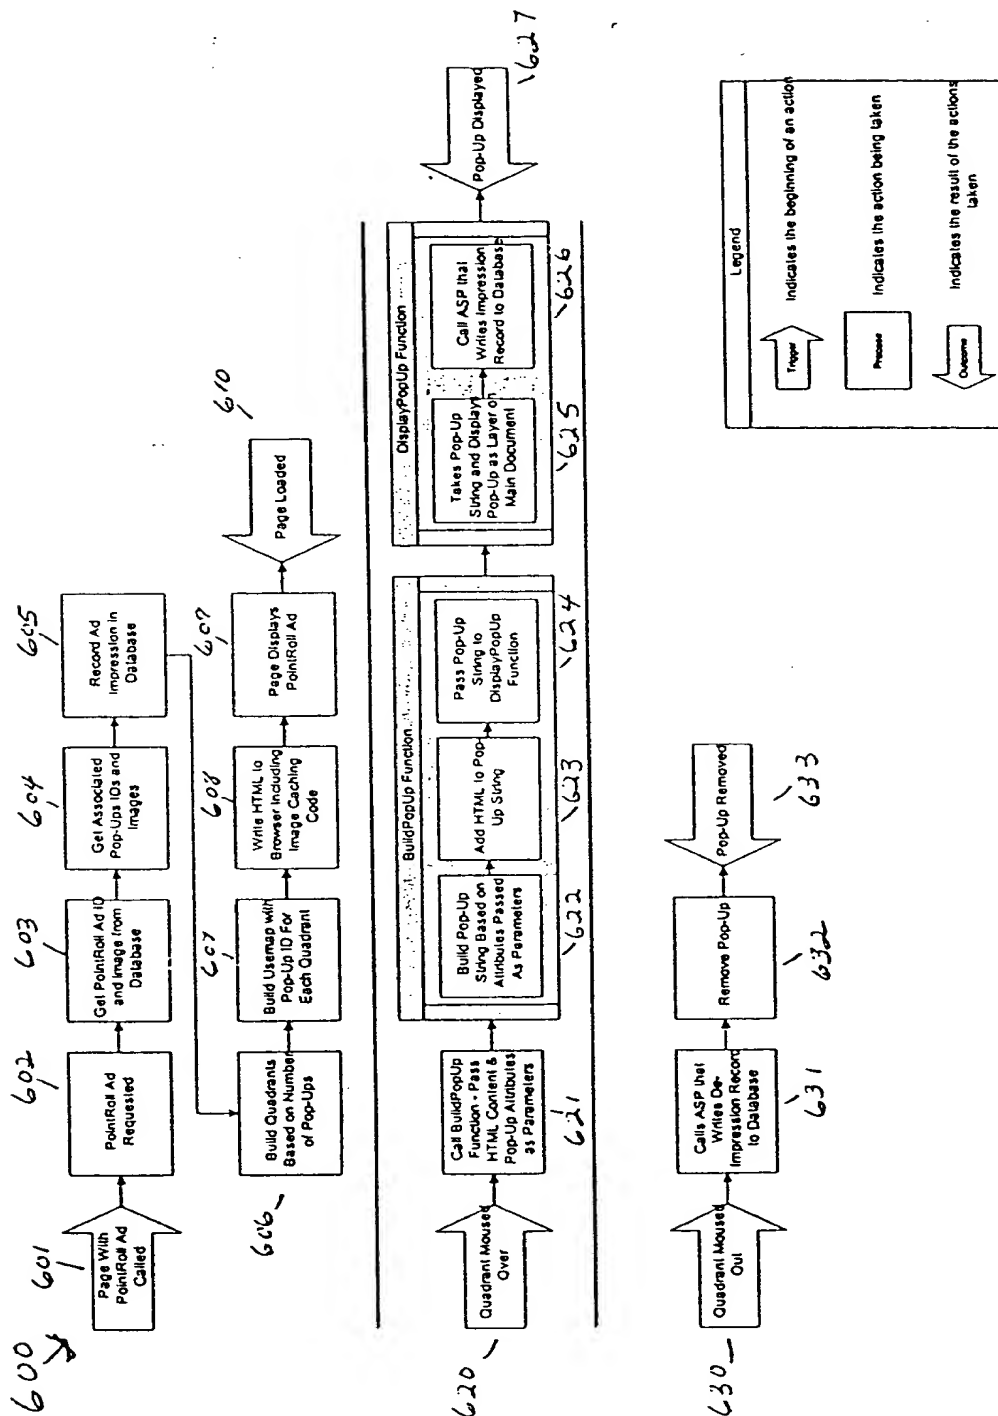 600
601
Page With
PointRoll Ad
Called
602
PointRoll Ad
Requested
603
Get PointRoll Ad ID
and Image from
Database
604
Get Associated
Pop-Ups IDs and
Images
605
Record Ad
Impression in
Database
606
Build Quadrants
Based on Number
of Pop-Ups
607
Build Usemap with
Pop-Up ID For
Each Quadrant
608
Write HTML to
Browser Including
Image Caching
Code
609
Page Displays
PointRoll Ad
610
Page Loaded
620
Quadrant Moused
Over
621
Call BuildPopUp
Function - Pass
HTML Content &
Pop-Up Attributes
as Parameters
BuildPopUp Function
622
Build Pop-Up
String Based on
Attributes Passed
As Parameters
623
Add HTML to Pop
Up String
624
Pass Pop-Up
String to
DisplayPopUp
Function
DisplayPopUp Function
625
Takes Pop-Up
String and Displays
Pop-Up as Layer on
Main Document
626
Call ASP that
Writes Impression
Record to Database
627
Pop-Up Displayed
630
Quadrant Moused
Out
631
Calls ASP that
Writes De-
Impression Record
to Database
632
Remove Pop-Up
633
Pop-Up Removed
Legend
Trigger
Indicates the beginning of an action
Process
Indicates the action being taken
Outcome
Indicates the result of the actions
taken